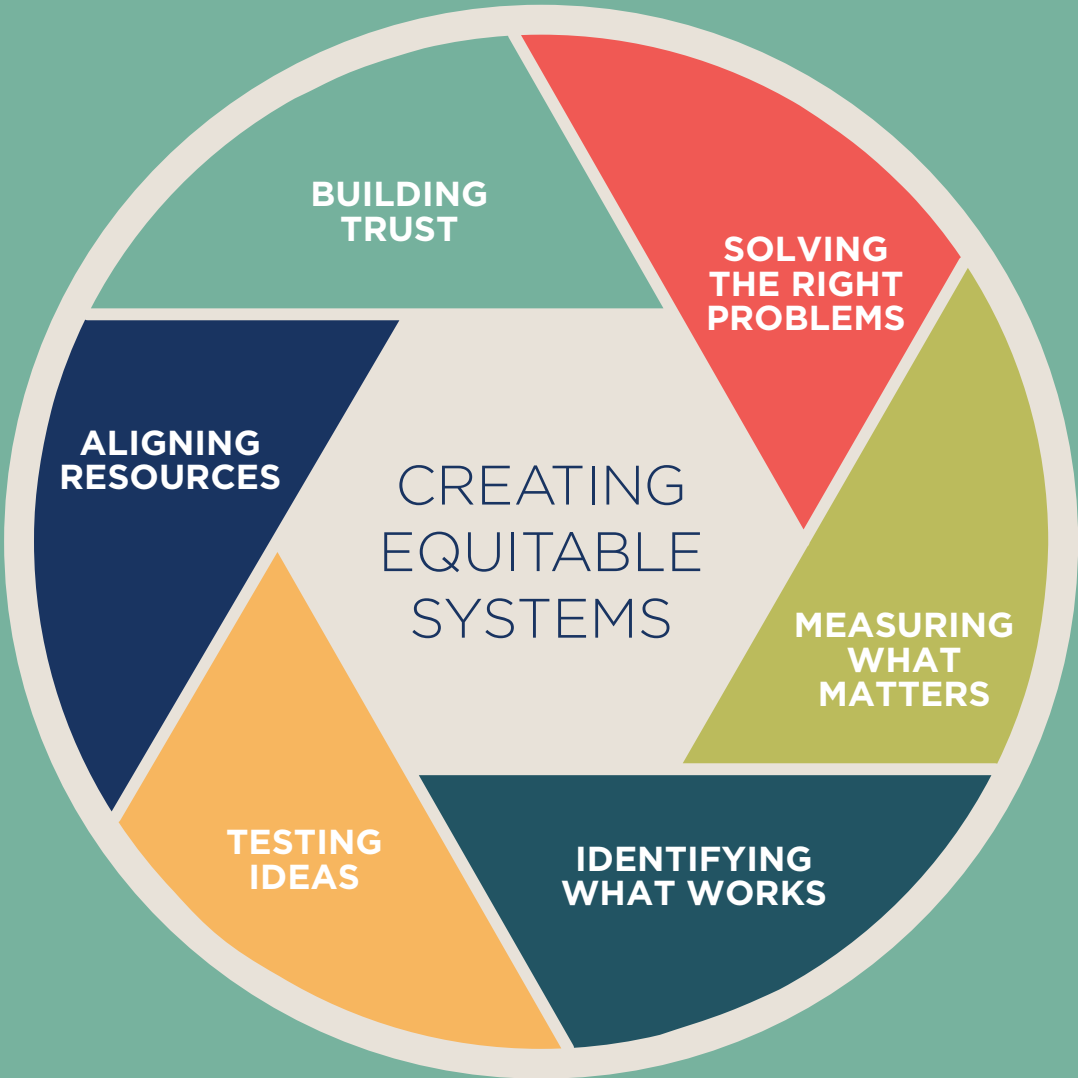 BUILDING
TRUST
SOLVING
THE RIGHT
PROBLEMS
MEASURING
WHAT
MATTERS
IDENTIFYING
WHAT WORKS
TESTING
IDEAS
ALIGNING
RESOURCES
CREATING
EQUITABLE
SYSTEMS